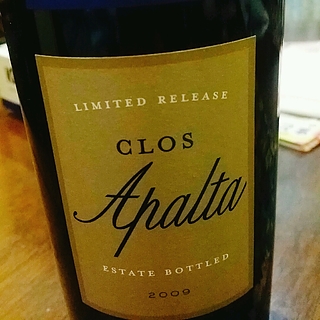 LIMITED RELEASE
CLOS
Apalta
ESTATE BOTTLED
2009